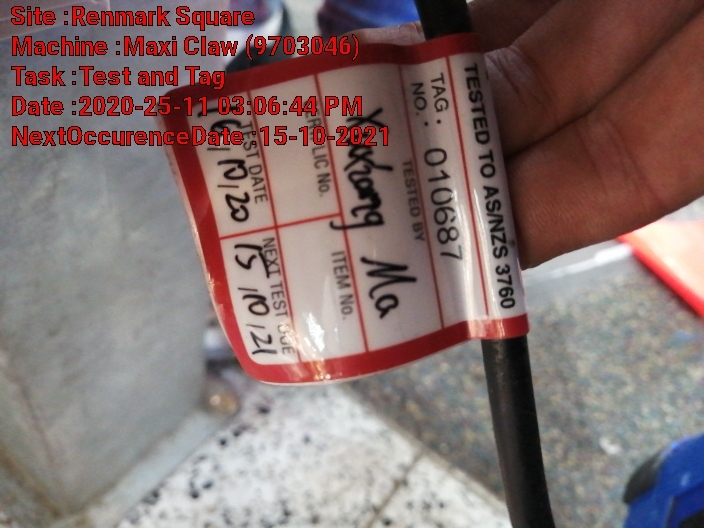 Site :Renmark Square
Machine :Maxi Claw (9703046)
Task :Test and Tag
Date :2020-25-11 03:06:44 PM
NextOccurenceDate :15-10-2021
TESTED TO AS/NZS 3760
TAG NO.: 010687
TESTED BY
Ma
LIC No.
ITEM No.
TEST DATE
NEXT TEST DUE
10/20
15/10/21